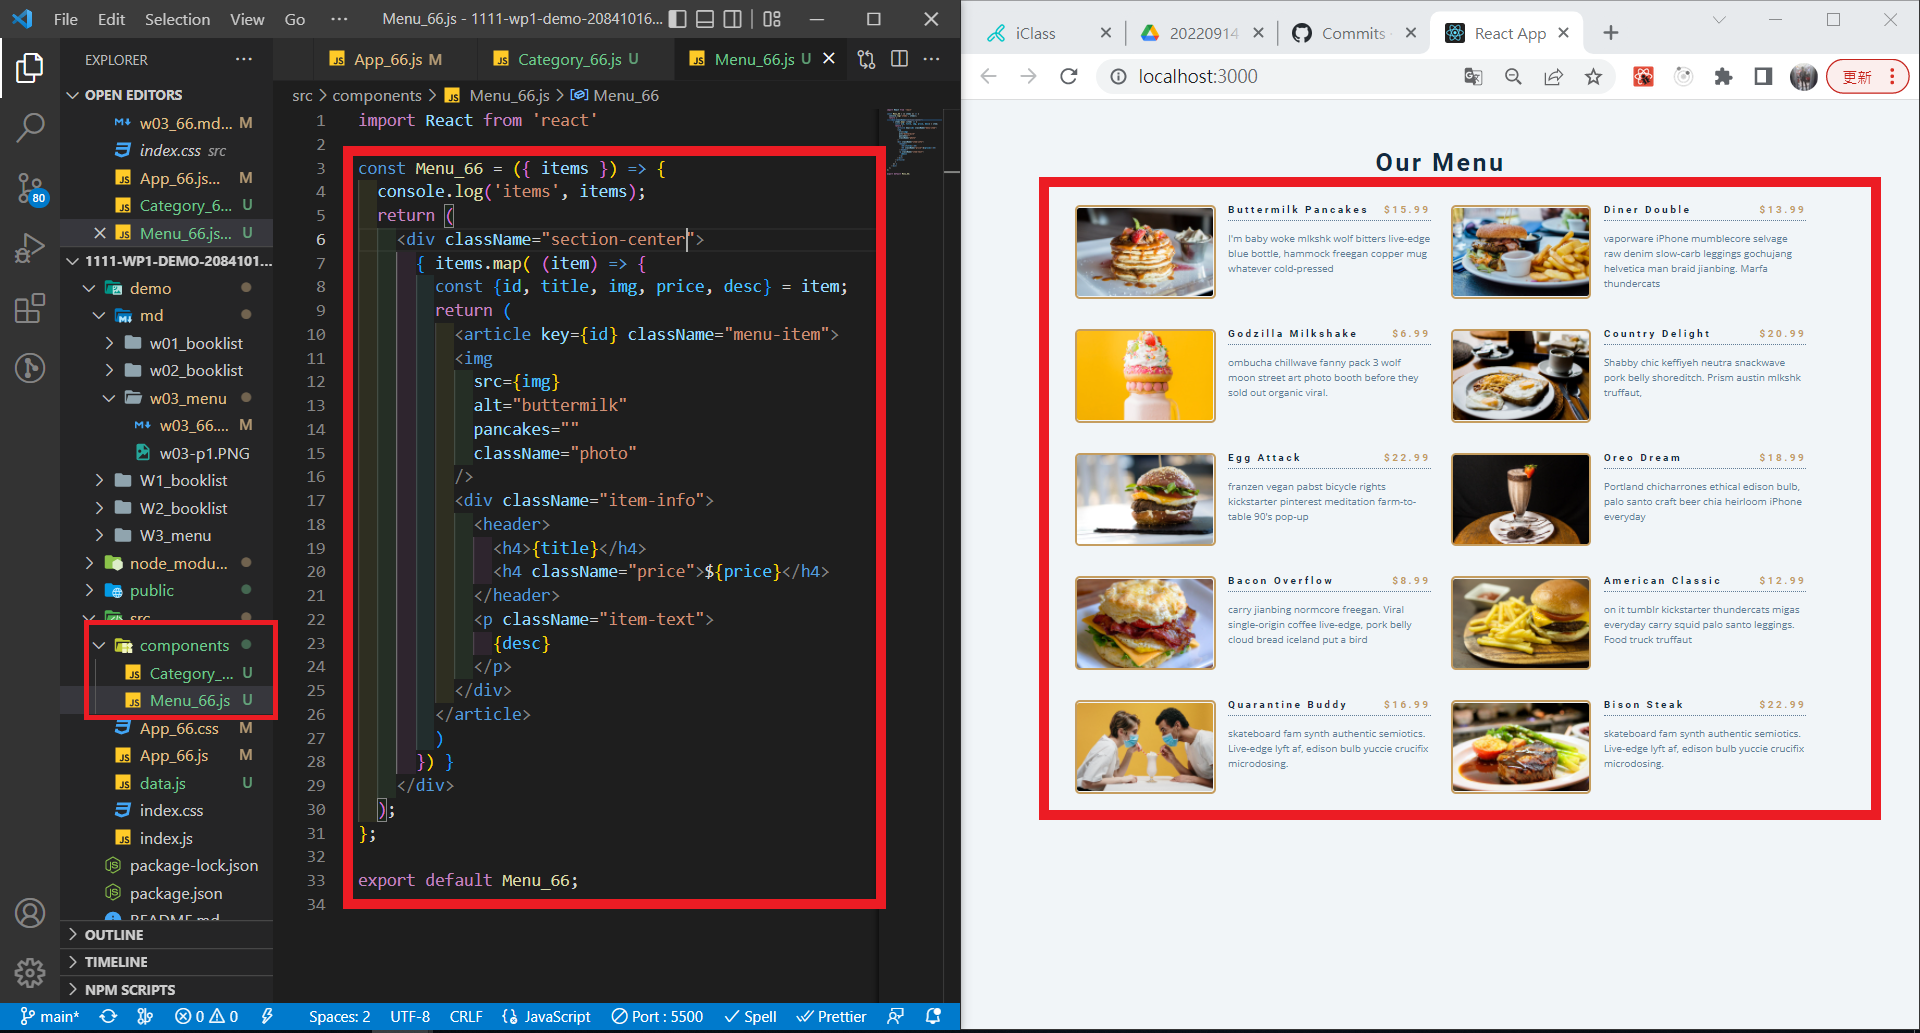 File Edit Selection View Go ··· Menu_66.js - 1111-wp1-demo-20841016...
EXPLORER ···
OPEN EDITORS
w03_66.md... M
index.css src
App_66.js... M
Category_6... U
Menu_66.js... U
1111-WP1-DEMO-2084101...
demo
md
w01_booklist
w02_booklist
w03_menu
w03_66.... M
w03-p1.PNG
W1_booklist
W2_booklist
W3_menu
node_modu...
public
src
components
Category_... U
Menu_66.js U
App_66.css M
App_66.js M
data.js U
index.css
index.js
package-lock.json
package.json
README.md
OUTLINE
TIMELINE
NPM SCRIPTS
80
App_66.js M Category_66.js U Menu_66.js U ···
src > components > Menu_66.js > Menu_66
1 import React from 'react'
2
3 const Menu_66 = ({ items }) => {
4 console.log('items', items);
5 return (
6 <div className="section-center">
7 { items.map( (item) => {
8 const {id, title, img, price, desc} = item;
9 return (
10 <article key={id} className="menu-item">
11 <img
12 src={img}
13 alt="buttermilk"
14 pancakes=""
15 className="photo"
16 />
17 <div className="item-info">
18 <header>
19 <h4>{title}</h4>
20 <h4 className="price">${price}</h4>
21 </header>
22 <p className="item-text">
23 {desc}
24 </p>
25 </div>
26 </article>
27 )
28 }) }
29 </div>
30 );
31 };
32
33 export default Menu_66;
34
main* 0 0 Spaces: 2 UTF-8 CRLF JavaScript Port : 5500 Spell Prettier
iClass 20220914 Commits · React App
localhost:3000 更新
Our Menu
Buttermilk Pancakes $15.99
I'm baby woke mlkshk wolf bitters live-edge
blue bottle, hammock freegan copper mug
whatever cold-pressed
Diner Double $13.99
vaporware iPhone mumblecore selvage
raw denim slow-carb leggings gochujang
helvetica man braid jianbing. Marfa
thundercats
Godzilla Milkshake $6.99
ombucha chillwave fanny pack 3 wolf
moon street art photo booth before they
sold out organic viral.
Country Delight $20.99
Shabby chic keffiyeh neutra snackwave
pork belly shoreditch. Prism austin mlkshk
truffaut,
Egg Attack $22.99
franzen vegan pabst bicycle rights
kickstarter pinterest meditation farm-to-
table 90's pop-up
Oreo Dream $18.99
Portland chicharrones ethical edison bulb,
palo santo craft beer chia heirloom iPhone
everyday
Bacon Overflow $8.99
carry jianbing normcore freegan. Viral
single-origin coffee live-edge, pork belly
cloud bread iceland put a bird
American Classic $12.99
on it tumblr kickstarter thundercats migas
everyday carry squid palo santo leggings.
Food truck truffaut
Quarantine Buddy $16.99
skateboard fam synth authentic semiotics.
Live-edge lyft af, edison bulb yuccie crucifix
microdosing.
Bison Steak $22.99
skateboard fam synth authentic semiotics.
Live-edge lyft af, edison bulb yuccie crucifix
microdosing.